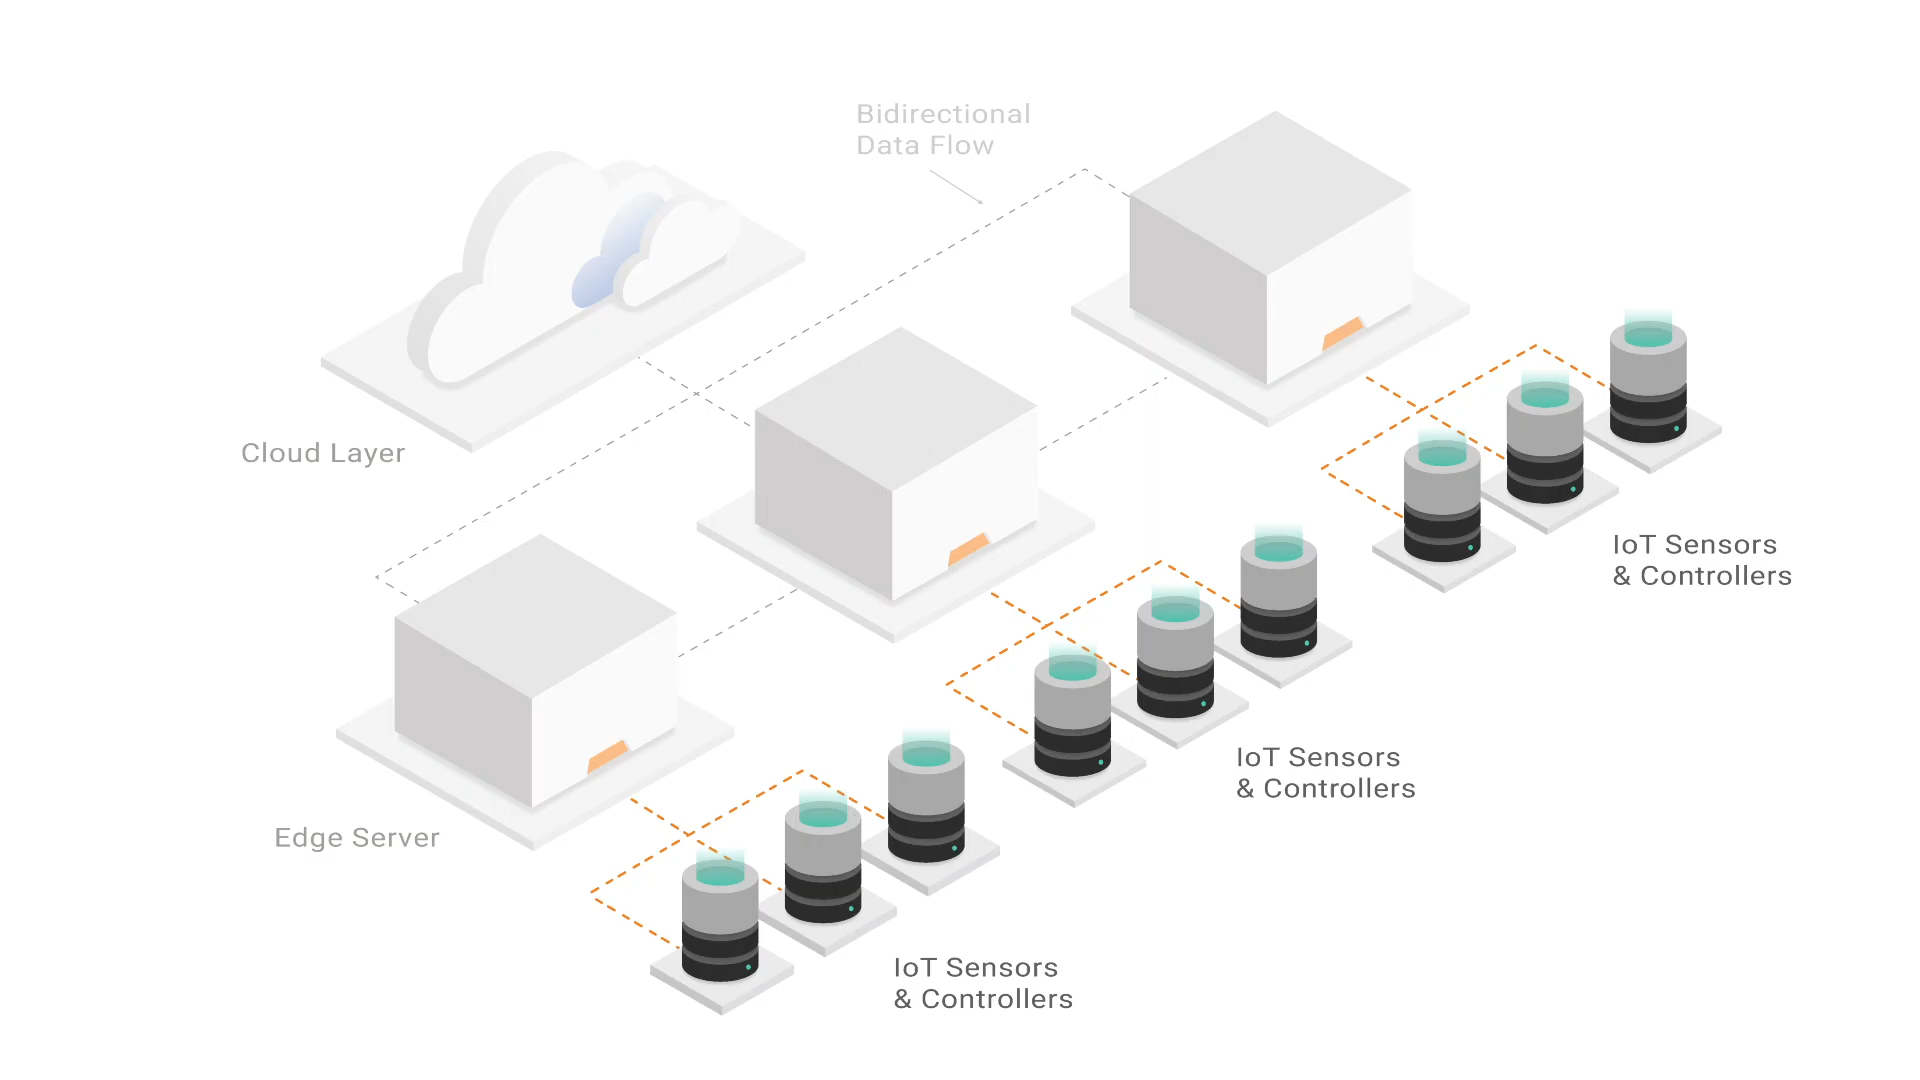 Bidirectional
Data Flow
Cloud Layer
IoT Sensors
& Controllers
IoT Sensors
& Controllers
Edge Server
IoT Sensors
& Controllers